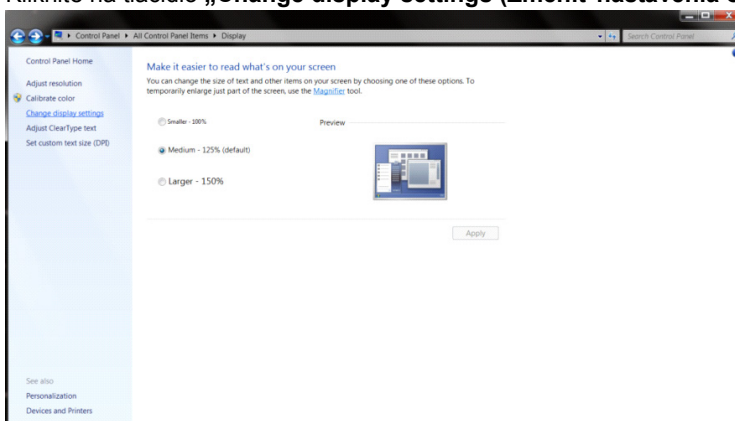 Kliknite na tlačidlo „Change display settings (Zmeniť nastavenia
Control Panel ▸ All Control Panel Items ▸ Display
Search Control Panel
Control Panel Home
Adjust resolution
Calibrate color
Change display settings
Adjust ClearType text
Set custom text size (DPI)
Make it easier to read what's on your screen
You can change the size of text and other items on your screen by choosing one of these options. To
temporarily enlarge just part of the screen, use the Magnifier tool.
Smaller - 100%
Preview
Medium - 125% (default)
Larger - 150%
Apply
See also
Personalization
Devices and Printers